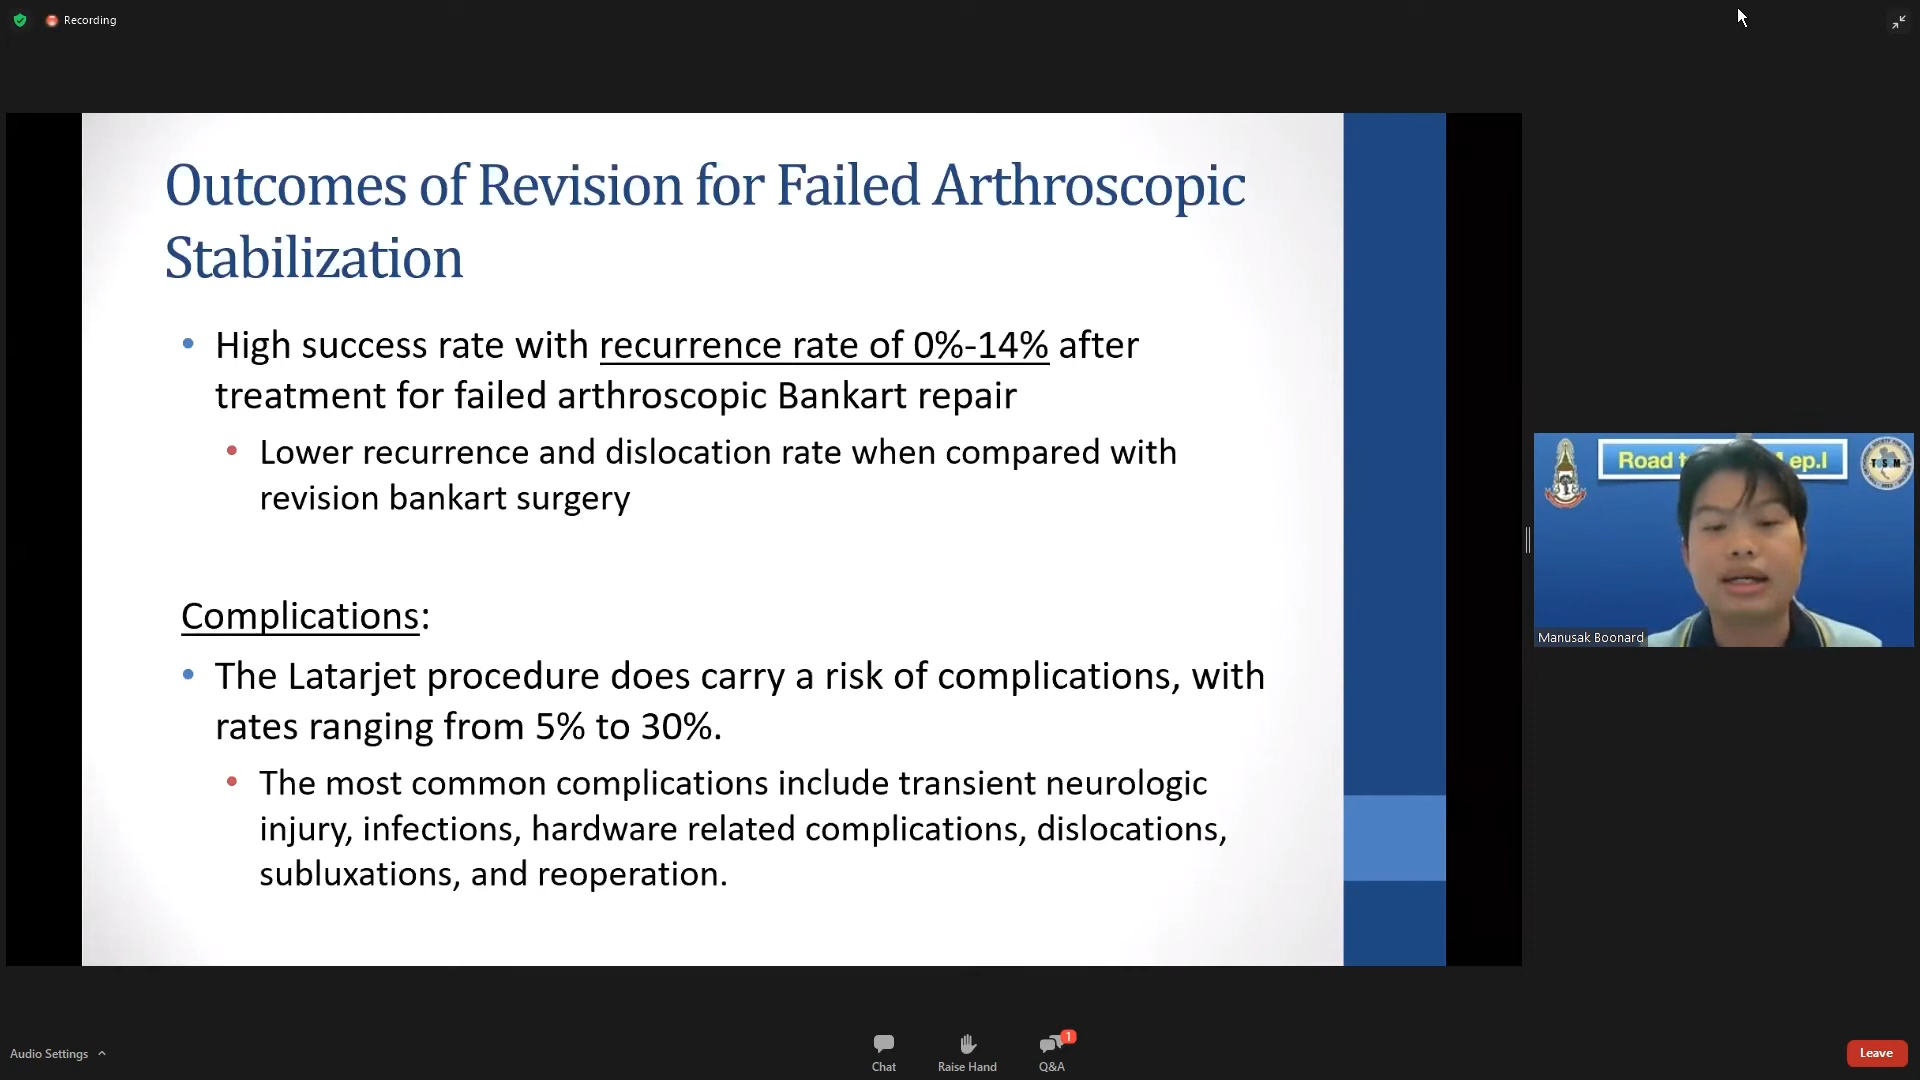 Recording
Outcomes of Revision for Failed Arthroscopic
Stabilization
• High success rate with recurrence rate of 0%-14% after
treatment for failed arthroscopic Bankart repair
• Lower recurrence and dislocation rate when compared with
revision bankart surgery
Complications:
• The Latarjet procedure does carry a risk of complications, with
rates ranging from 5% to 30%.
• The most common complications include transient neurologic
injury, infections, hardware related complications, dislocations,
subluxations, and reoperation.
Road ep.I
Manusak Boonard
Audio Settings
Chat
Raise Hand
1
Q&A
Leave